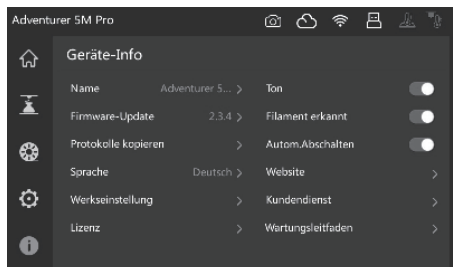 Adventurer 5M Pro
Geräte-Info
Name Adventurer 5... >
Firmware-Update 2.3.4 >
Protokolle kopieren >
Sprache Deutsch >
Werkseinstellung >
Lizenz >
Ton
Filament erkannt
Autom.Abschalten
Website >
Kundendienst >
Wartungsleitfaden >